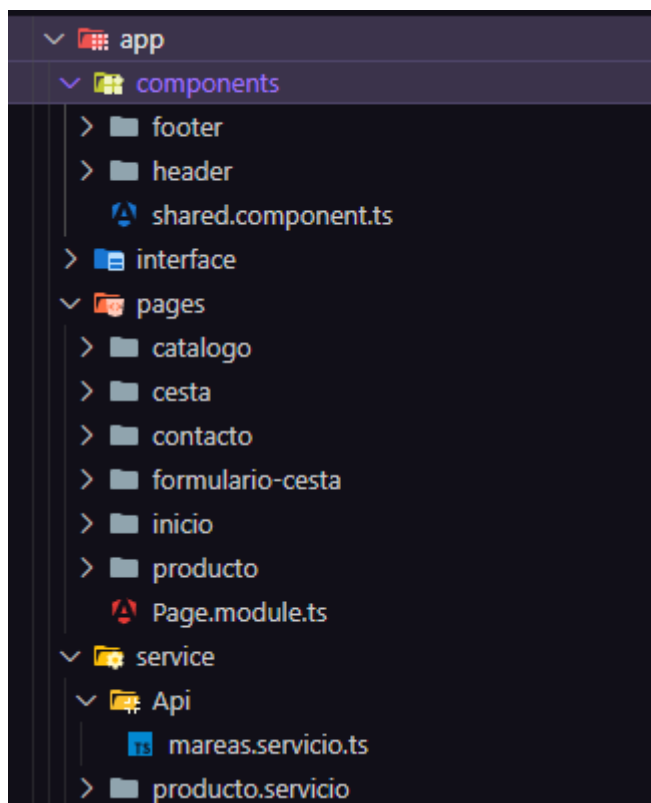 app
components
footer
header
shared.component.ts
interface
pages
catalogo
cesta
contacto
formulario-cesta
inicio
producto
Page.module.ts
service
Api
TS mareas.servicio.ts
producto.servicio